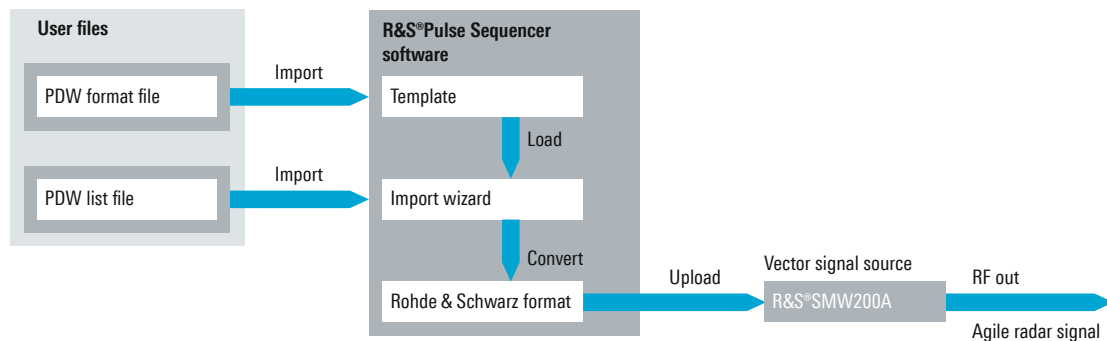 User files
PDW format file
Import
PDW list file
Import
R&S®Pulse Sequencer
software
Template
Load
Import wizard
Convert
Rohde & Schwarz format
Upload
Vector signal source
R&S®SMW200A
RF out
Agile radar signal